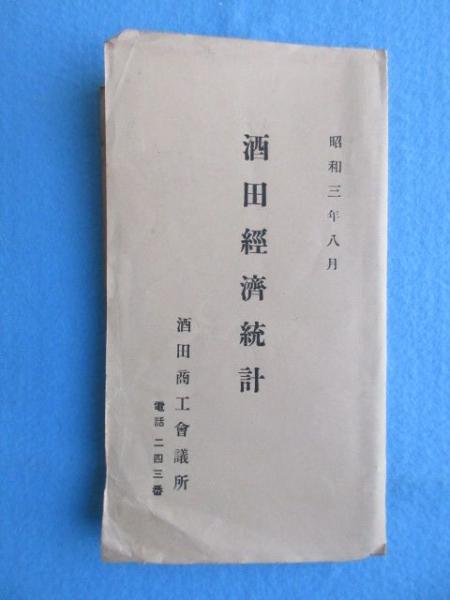 昭和三年八月
酒田經濟統計
酒田商工會議所
電話二四三番